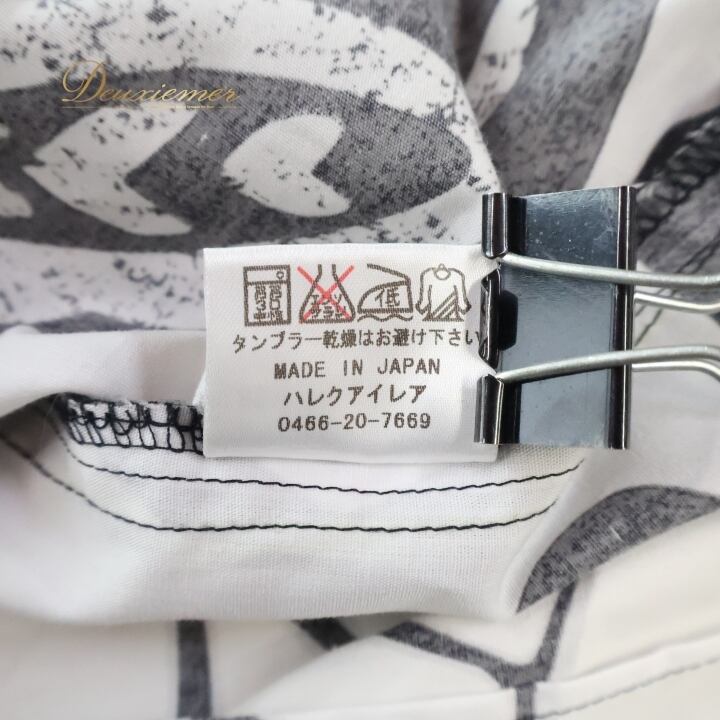 Deuxiemer
低
タンブラー乾燥はお避け下さい
MADE IN JAPAN
ハレクアイレア
0466-20-7669